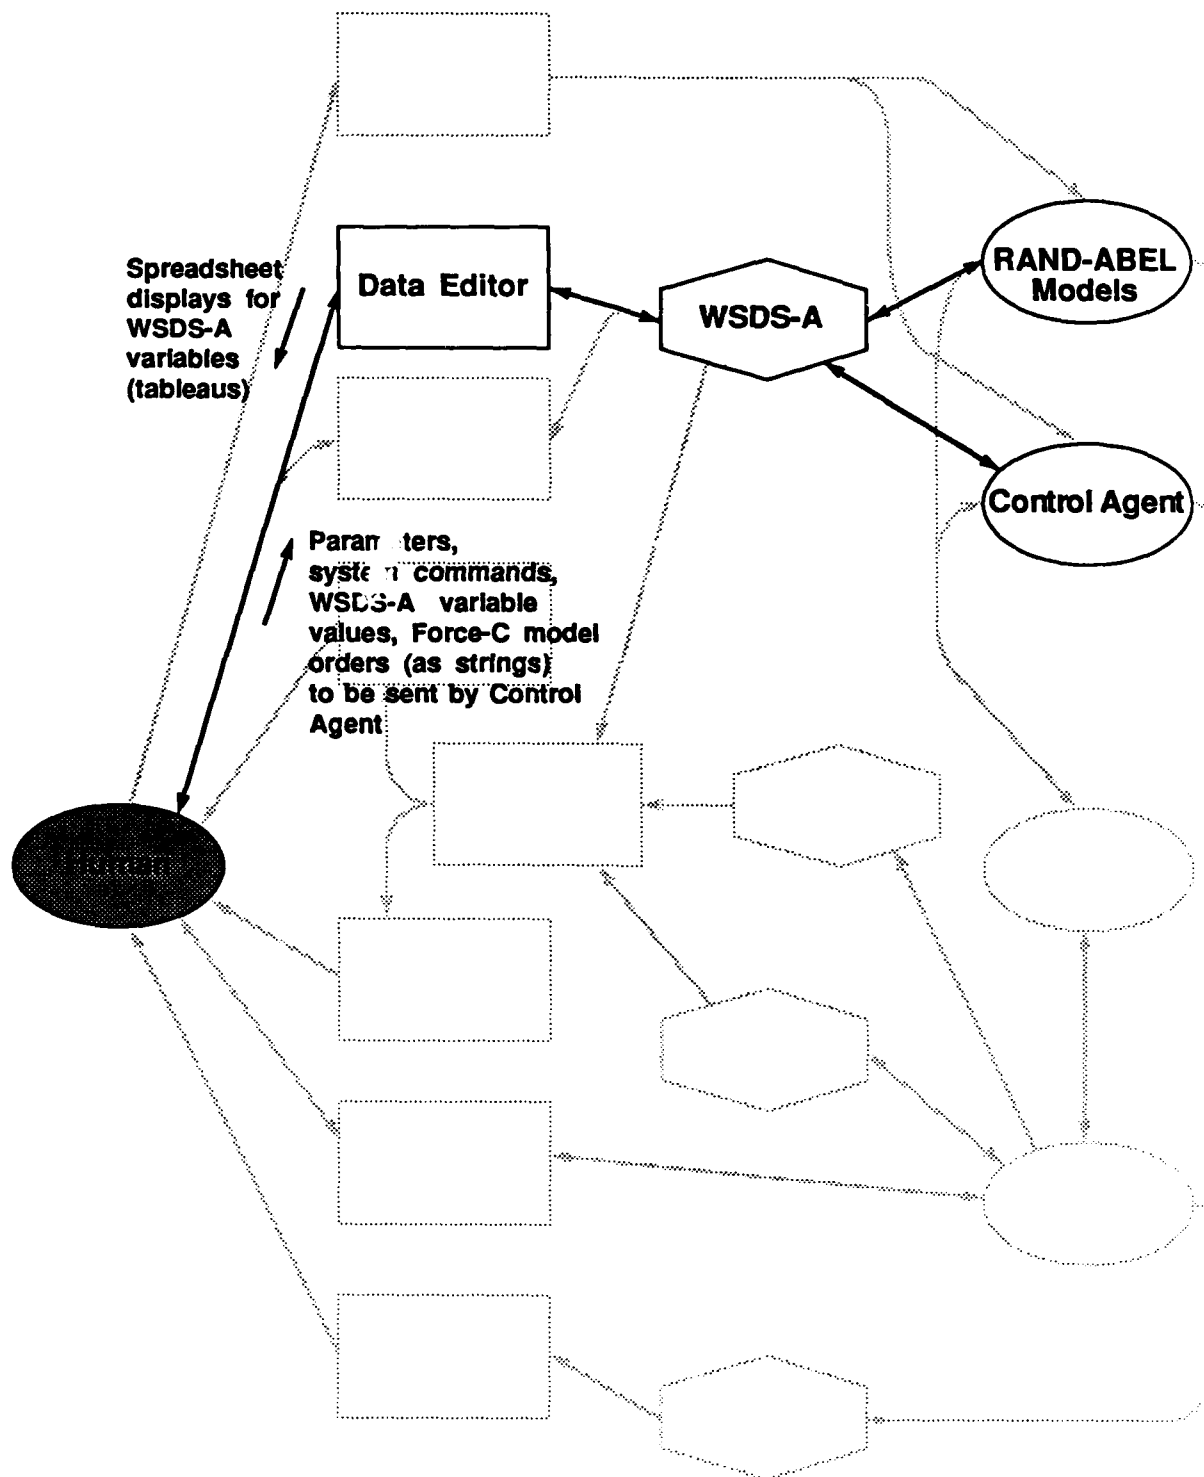 Spreadsheet
displays for
WSDS-A
variables
(tableaus)
Data Editor
WSDS-A
RAND-ABEL
Models
Control Agent
Parameters,
system commands,
WSDS-A variable
values, Force-C model
orders (as strings)
to be sent by Control
Agent
Human